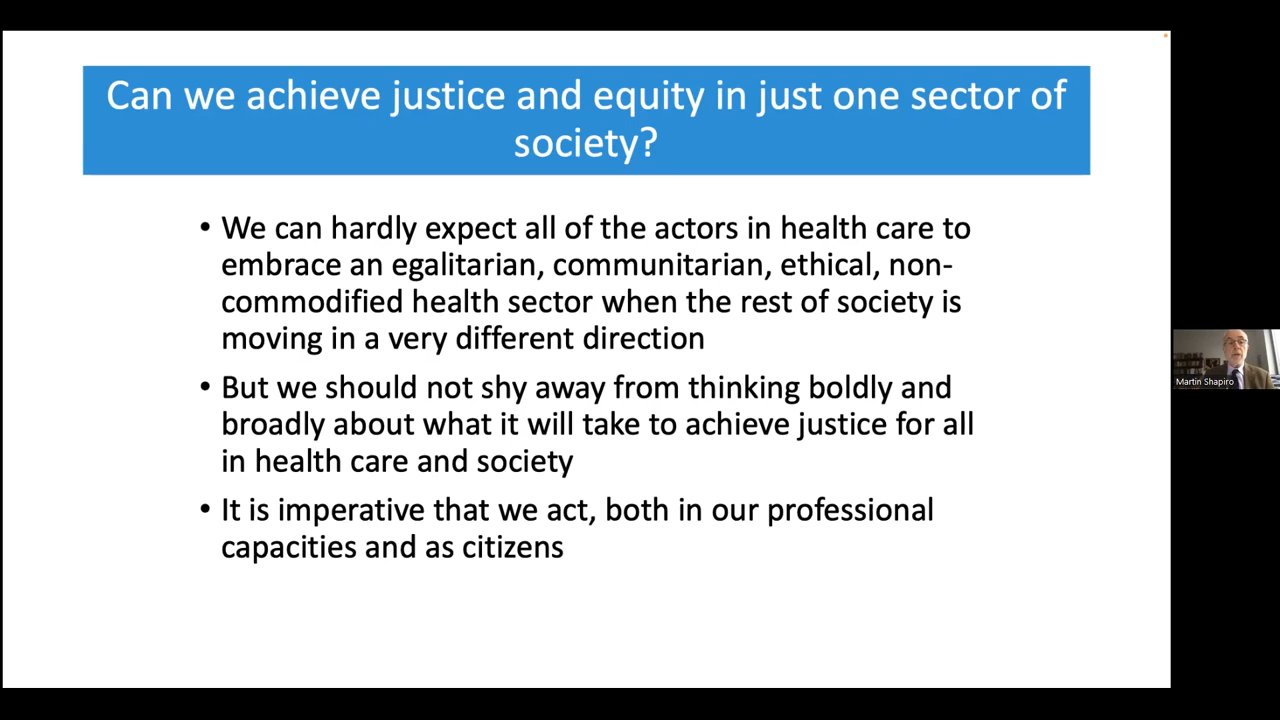 Can we achieve justice and equity in just one sector of
society?
• We can hardly expect all of the actors in health care to
embrace an egalitarian, communitarian, ethical, non-
commodified health sector when the rest of society is
moving in a very different direction
• But we should not shy away from thinking boldly and
broadly about what it will take to achieve justice for all
in health care and society
• It is imperative that we act, both in our professional
capacities and as citizens
Martin Shapiro